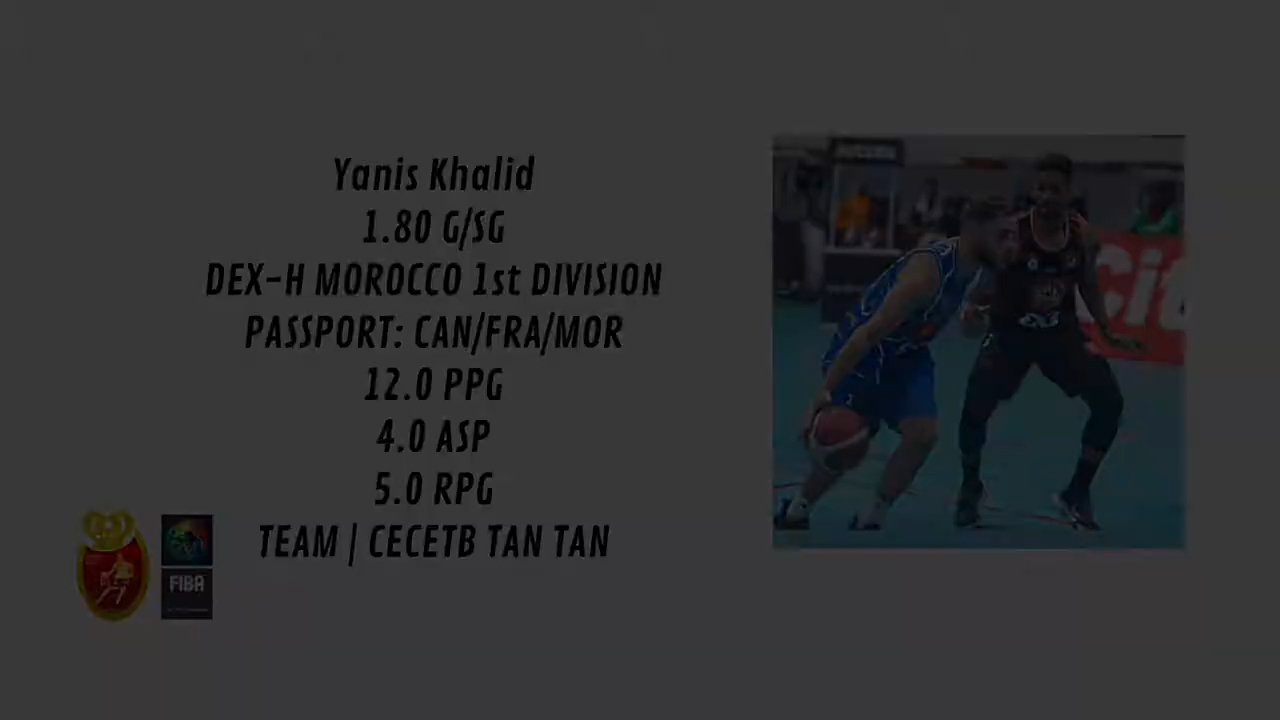 Yanis Khalid
1.80 G/SG
DEX-H MOROCCO 1st DIVISION
PASSPORT: CAN/FRA/MOR
12.0 PPG
4.0 ASP
5.0 RPG
TEAM | CECETB TAN TAN
FIBA
Cit